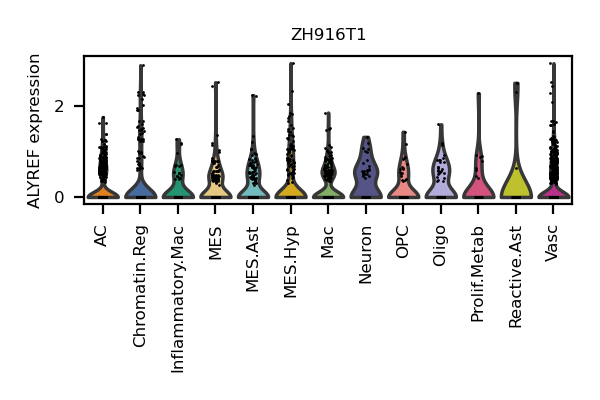 ZH916T1
ALYREF expression
2
0
AC
Chromatin.Reg
Inflammatory.Mac
MES
MES.Ast
MES.Hyp
Mac
Neuron
OPC
Oligo
Prolif.Metab
Reactive.Ast
Vasc